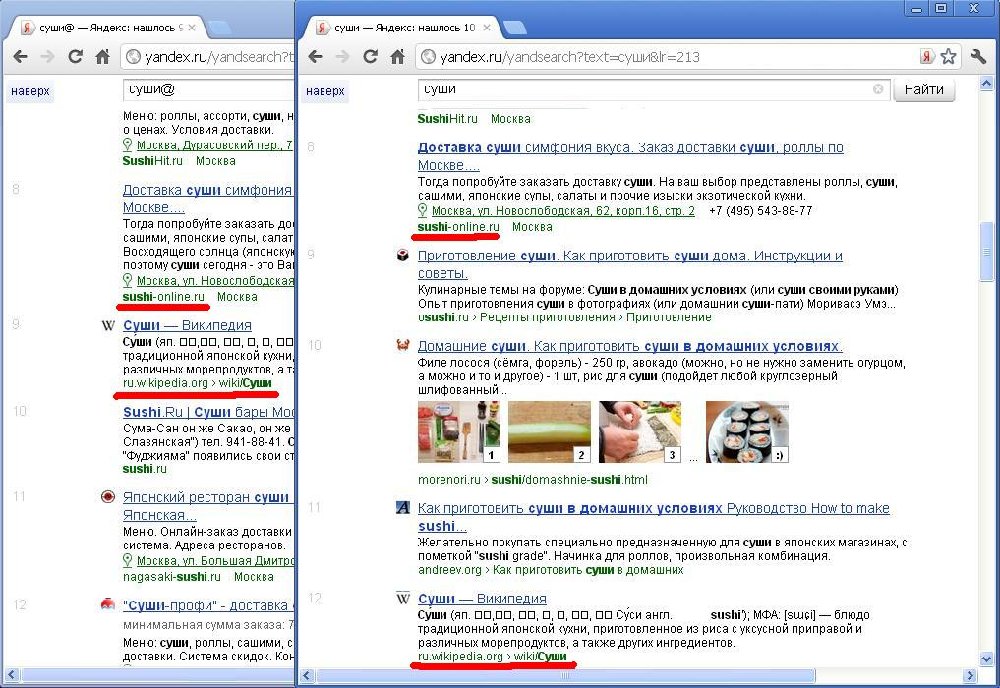 суши@ — Яндекс: нашлось 9
yandex.ru/yandsearch?t
наверх
суши@
Меню: роллы, ассорти, суши, н
о ценах. Условия доставки.
Москва, Дурасовский пер., 7
SushiHit.ru Москва
8
Доставка суши симфония
Москве....
Тогда попробуйте заказать дос
сашими, японские супы, салат
Восходящего солнца (японскую
поэтому суши сегодня - это Ва
Москва, ул. Новослободская
sushi-online.ru Москва
9
Суши — Википедия
Су́ши (яп. □□,□□, □□, □, □, □□
традиционной японской кухни,
различных морепродуктов, а та
ru.wikipedia.org › wiki/Суши
10
Sushi.Ru | Суши бары Мос
Сума-Сан он же Сакао, он же
Славянская") тел. 941-88-41. С
"Фуджияма" появились свои ст
sushi.ru
11
Японский ресторан суши
Японская...
Меню. Онлайн-заказ доставки
система. Адреса ресторанов.
Москва, ул. Большая Дмитро
nagasaki-sushi.ru Москва
12
"Суши-профи" - доставка с
минимальная сумма заказа: 7
Меню: суши, роллы, сашими, с
доставки. Система скидок. Кон
суши — Яндекс: нашлось 10
yandex.ru/yandsearch?text=суши&lr=213
наверх
суши
Найти
SushiHit.ru Москва
8
Доставка суши симфония вкуса. Заказ доставки суши, роллы по
Москве....
Тогда попробуйте заказать доставку суши. На ваш выбор представлены роллы, суши,
сашими, японские супы, салаты и прочие изыски экзотической кухни.
Москва, ул. Новослободская, 62, корп.16, стр. 2 +7 (495) 543-88-77
sushi-online.ru Москва
9
Приготовление суши. Как приготовить суши дома. Инструкции и
советы.
Кулинарные темы на форуме: Суши в домашних условиях (или суши своими руками)
Опыт приготовления суши в фотографиях (или домашнии суши-пати) Моривасэ Умэ...
osushi.ru › Рецепты приготовления › Приготовление
10
Домашние суши. Как приготовить суши в домашних условиях.
Филе лосося (сёмга, форель) - 250 гр, авокадо (можно, но не нужно заменить огурцом,
а можно и то и другое) - 1 шт, рис для суши (подойдет любой круглозерный
шлифованный...
1 2 3 ... :)
morenori.ru › sushi/domashnie-sushi.html
11
Как приготовить суши в домашних условиях Руководство How to make
sushi...
Желательно покупать специально предназначенную для суши в японских магазинах, с
пометкой "sushi grade". Начинка для роллов, произвольная комбинация.
andreev.org › Как приготовить суши в домашних
12
Суши — Википедия
Су́ши (яп. □□,□□, □□, □, □, □□, □□ Су́си англ. sushi'); МФА: [sɯɕi] — блюдо
традиционной японской кухни, приготовленное из риса с уксусной приправой и
различных морепродуктов, а также других ингредиентов.
ru.wikipedia.org › wiki/Суши